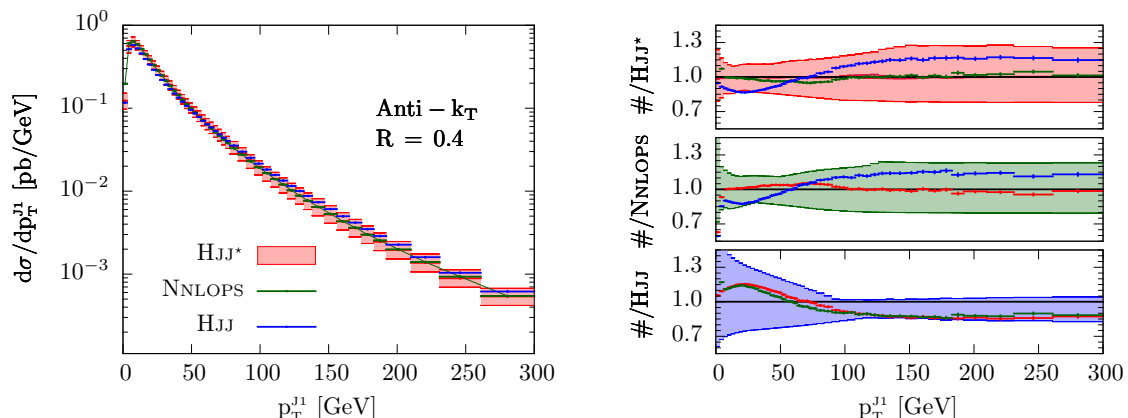 10⁰
10⁻¹
10⁻²
10⁻³
dσ/dp_T^J1 [pb/GeV]
Anti − k_T
R = 0.4
HJJ*
NNLOPS
HJJ
0 50 100 150 200 250 300
p_T^J1 [GeV]
1.3
1.0
0.7
#/HJJ*
1.3
1.0
0.7
#/NNLOPS
1.3
1.0
0.7
#/HJJ
0 50 100 150 200 250 300
p_T^J1 [GeV]